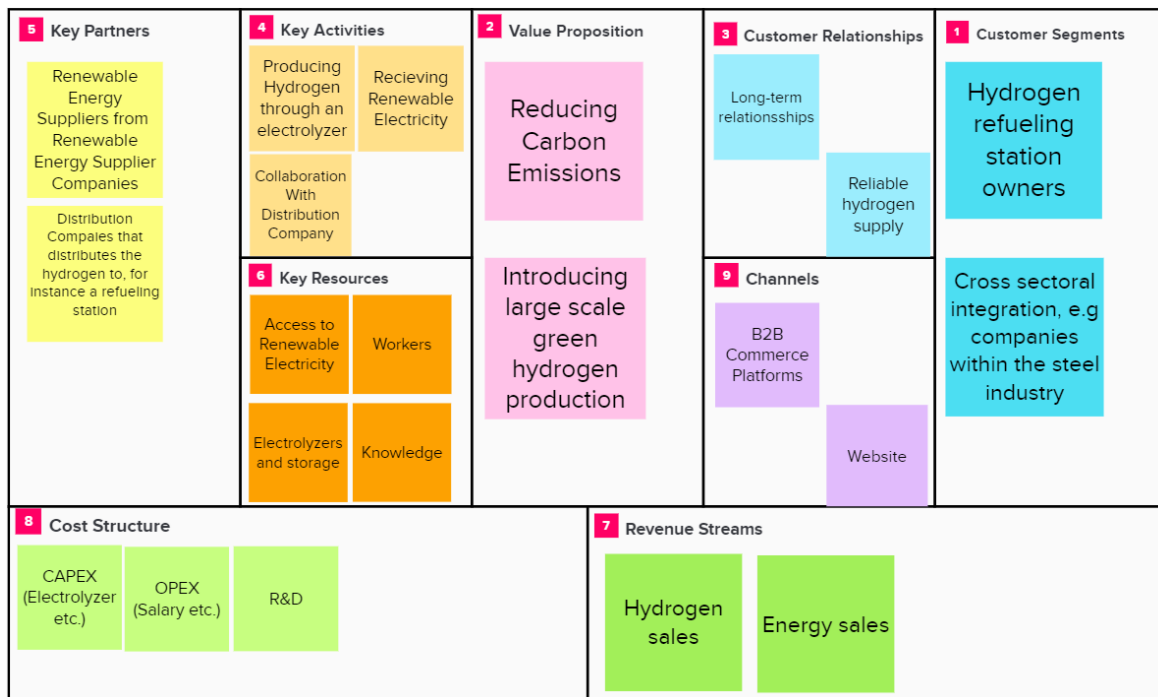 5 Key Partners
Renewable
Energy
Suppliers from
Renewable
Energy Supplier
Companies
Distribution
Compaies that
distributes the
hydrogen to, for
instance a refueling
station
4 Key Activities
Producing
Hydrogen
through an
electrolyzer
Recieving
Renewable
Electricity
Collaboration
With
Distribution
Company
6 Key Resources
Access to
Renewable
Electricity
Workers
Electrolyzers
and storage
Knowledge
2 Value Proposition
Reducing
Carbon
Emissions
Introducing
large scale
green
hydrogen
production
3 Customer Relationships
Long-term
relationsships
Reliable
hydrogen
supply
9 Channels
B2B
Commerce
Platforms
Website
1 Customer Segments
Hydrogen
refueling
station
owners
Cross sectoral
integration, e.g
companies
within the steel
industry
8 Cost Structure
CAPEX
(Electrolyzer
etc.)
OPEX
(Salary etc.)
R&D
7 Revenue Streams
Hydrogen
sales
Energy sales